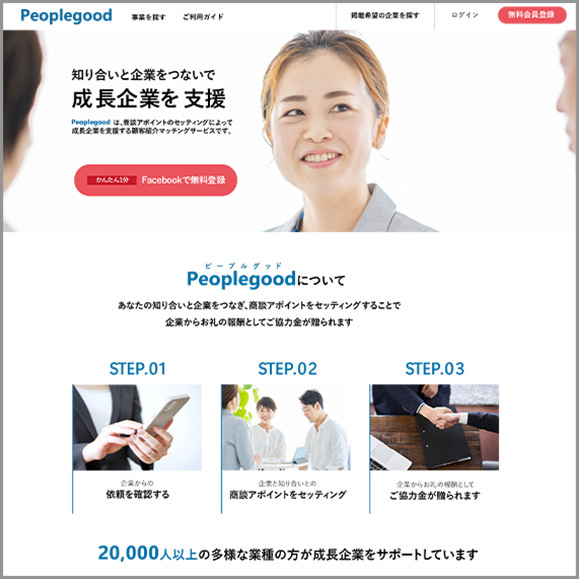 Peoplegood 事業を探す ご利用ガイド 掲載希望の企業を探す ログイン 無料会員登録
知り合いと企業をつないで
成長企業を支援
Peoplegood は、商談アポイントのセッティングによって
成長企業を支援する顧客紹介マッチングサービスです。
かんたん1分 Facebookで無料登録
ピープルグッド
Peoplegoodについて
あなたの知り合いと企業をつなぎ、商談アポイントをセッティングすることで
企業からお礼の報酬としてご協力金が贈られます
STEP.01 STEP.02 STEP.03
企業からの
依頼を確認する
企業と知り合いとの
商談アポイントをセッティング
企業からお礼の報酬として
ご協力金が贈られます
20,000人以上の多様な業種の方が成長企業をサポートしています